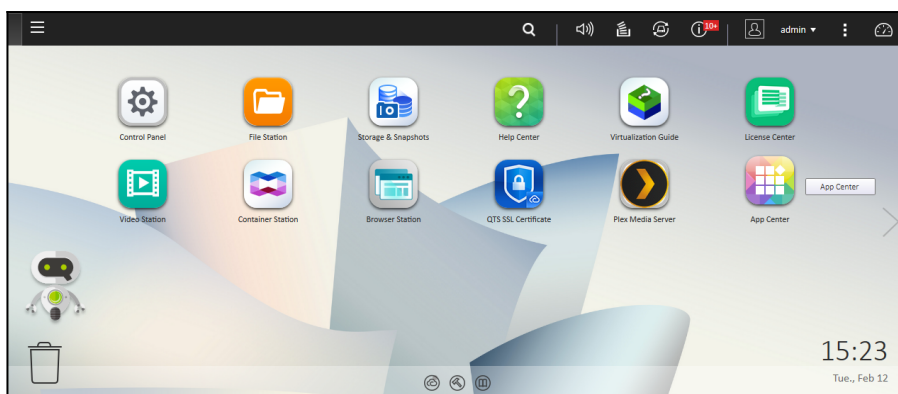 10+
admin
Control Panel
File Station
Storage & Snapshots
Help Center
Virtualization Guide
License Center
Video Station
Container Station
Browser Station
QTS SSL Certificate
Plex Media Server
App Center
App Center
15:23
Tue., Feb 12